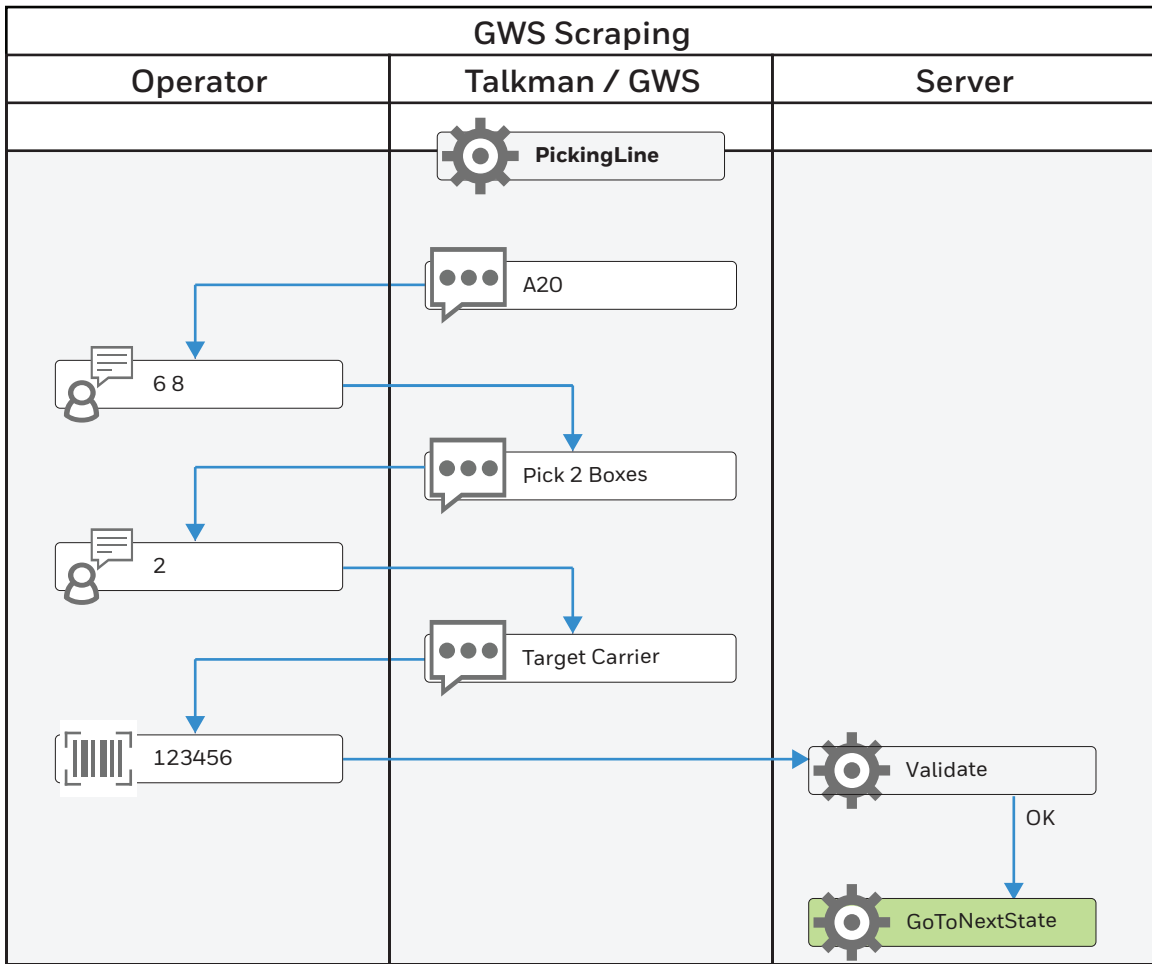 GWS Scraping
Operator
Talkman / GWS
Server
PickingLine
A20
6 8
Pick 2 Boxes
2
Target Carrier
123456
Validate
OK
GoToNextState